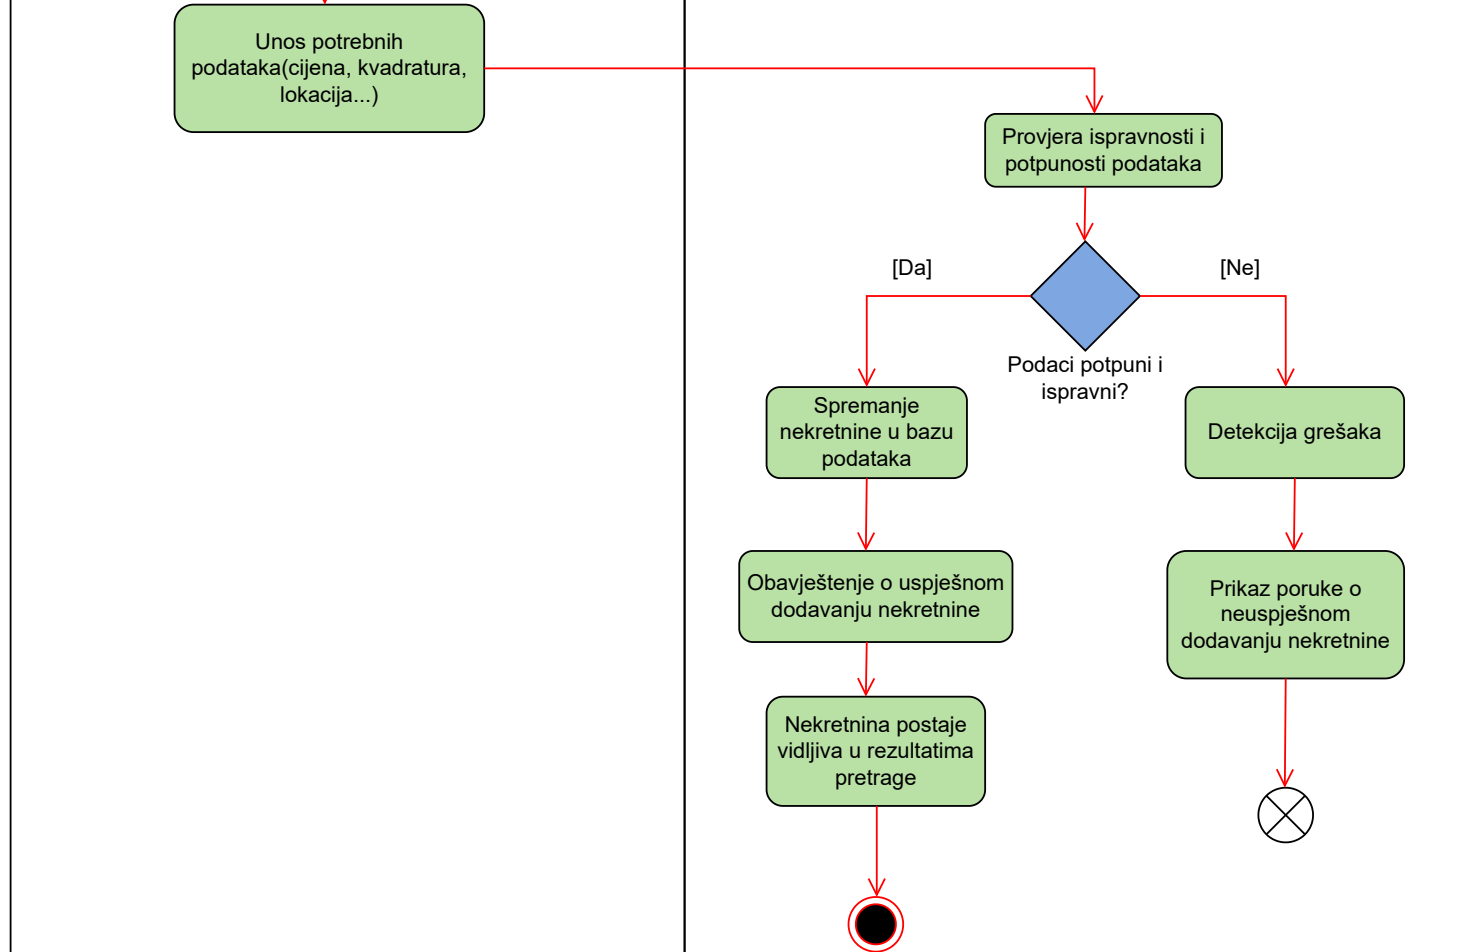 Unos potrebnih
podataka(cijena, kvadratura,
lokacija...)
Provjera ispravnosti i
potpunosti podataka
[Da]
[Ne]
Podaci potpuni i
ispravni?
Spremanje
nekretnine u bazu
podataka
Detekcija grešaka
Obavještenje o uspješnom
dodavanju nekretnine
Prikaz poruke o
neuspješnom
dodavanju nekretnine
Nekretnina postaje
vidljiva u rezultatima
pretrage